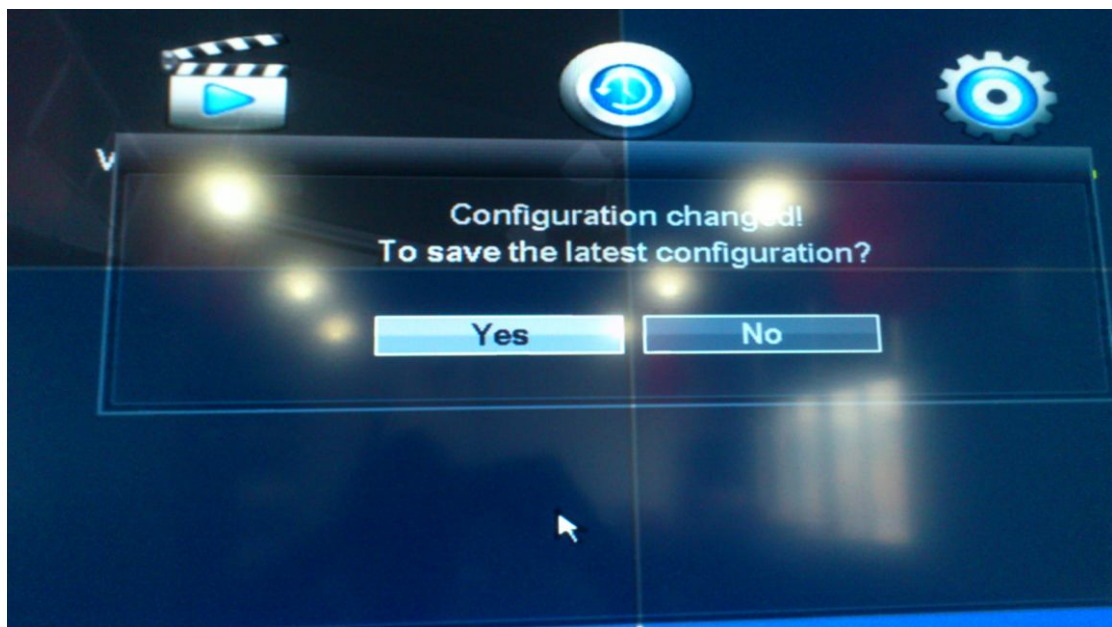 V
Configuration changed!
To save the latest configuration?
Yes
No